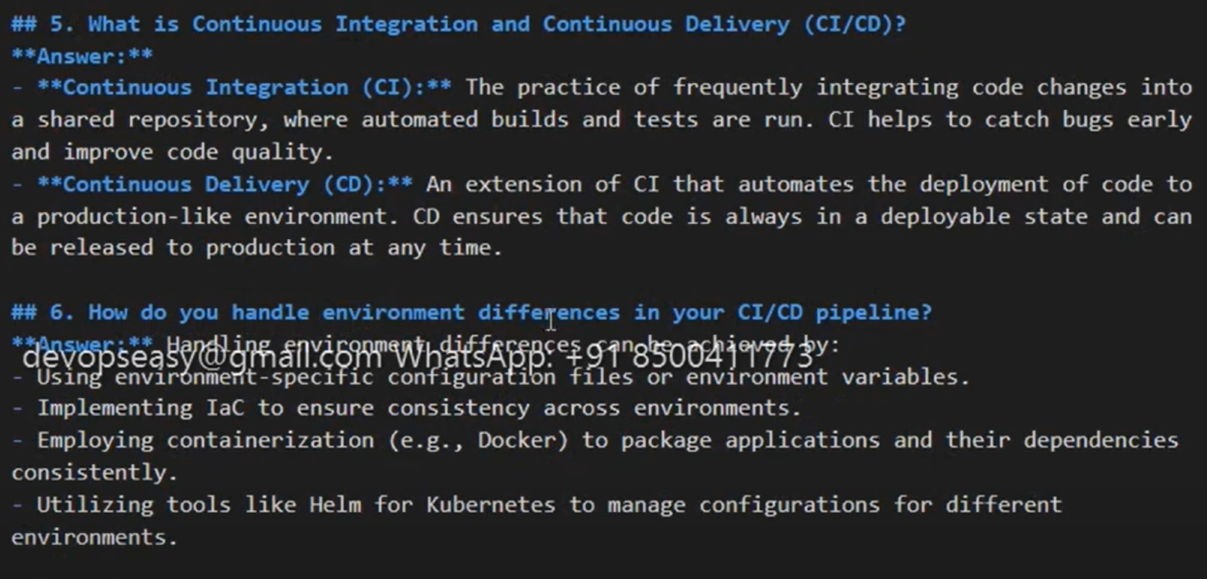 ## 5. What is Continuous Integration and Continuous Delivery (CI/CD)?
**Answer:**
- **Continuous Integration (CI):** The practice of frequently integrating code changes into
a shared repository, where automated builds and tests are run. CI helps to catch bugs early
and improve code quality.
- **Continuous Delivery (CD):** An extension of CI that automates the deployment of code to
a production-like environment. CD ensures that code is always in a deployable state and can
be released to production at any time.
## 6. How do you handle environment differences in your CI/CD pipeline?
**Answer:** Handling environment differences can be achieved by:
devopseasy@gmail.com WhatsApp: +91 8500411773
- Using environment-specific configuration files or environment variables.
- Implementing IaC to ensure consistency across environments.
- Employing containerization (e.g., Docker) to package applications and their dependencies
consistently.
- Utilizing tools like Helm for Kubernetes to manage configurations for different
environments.